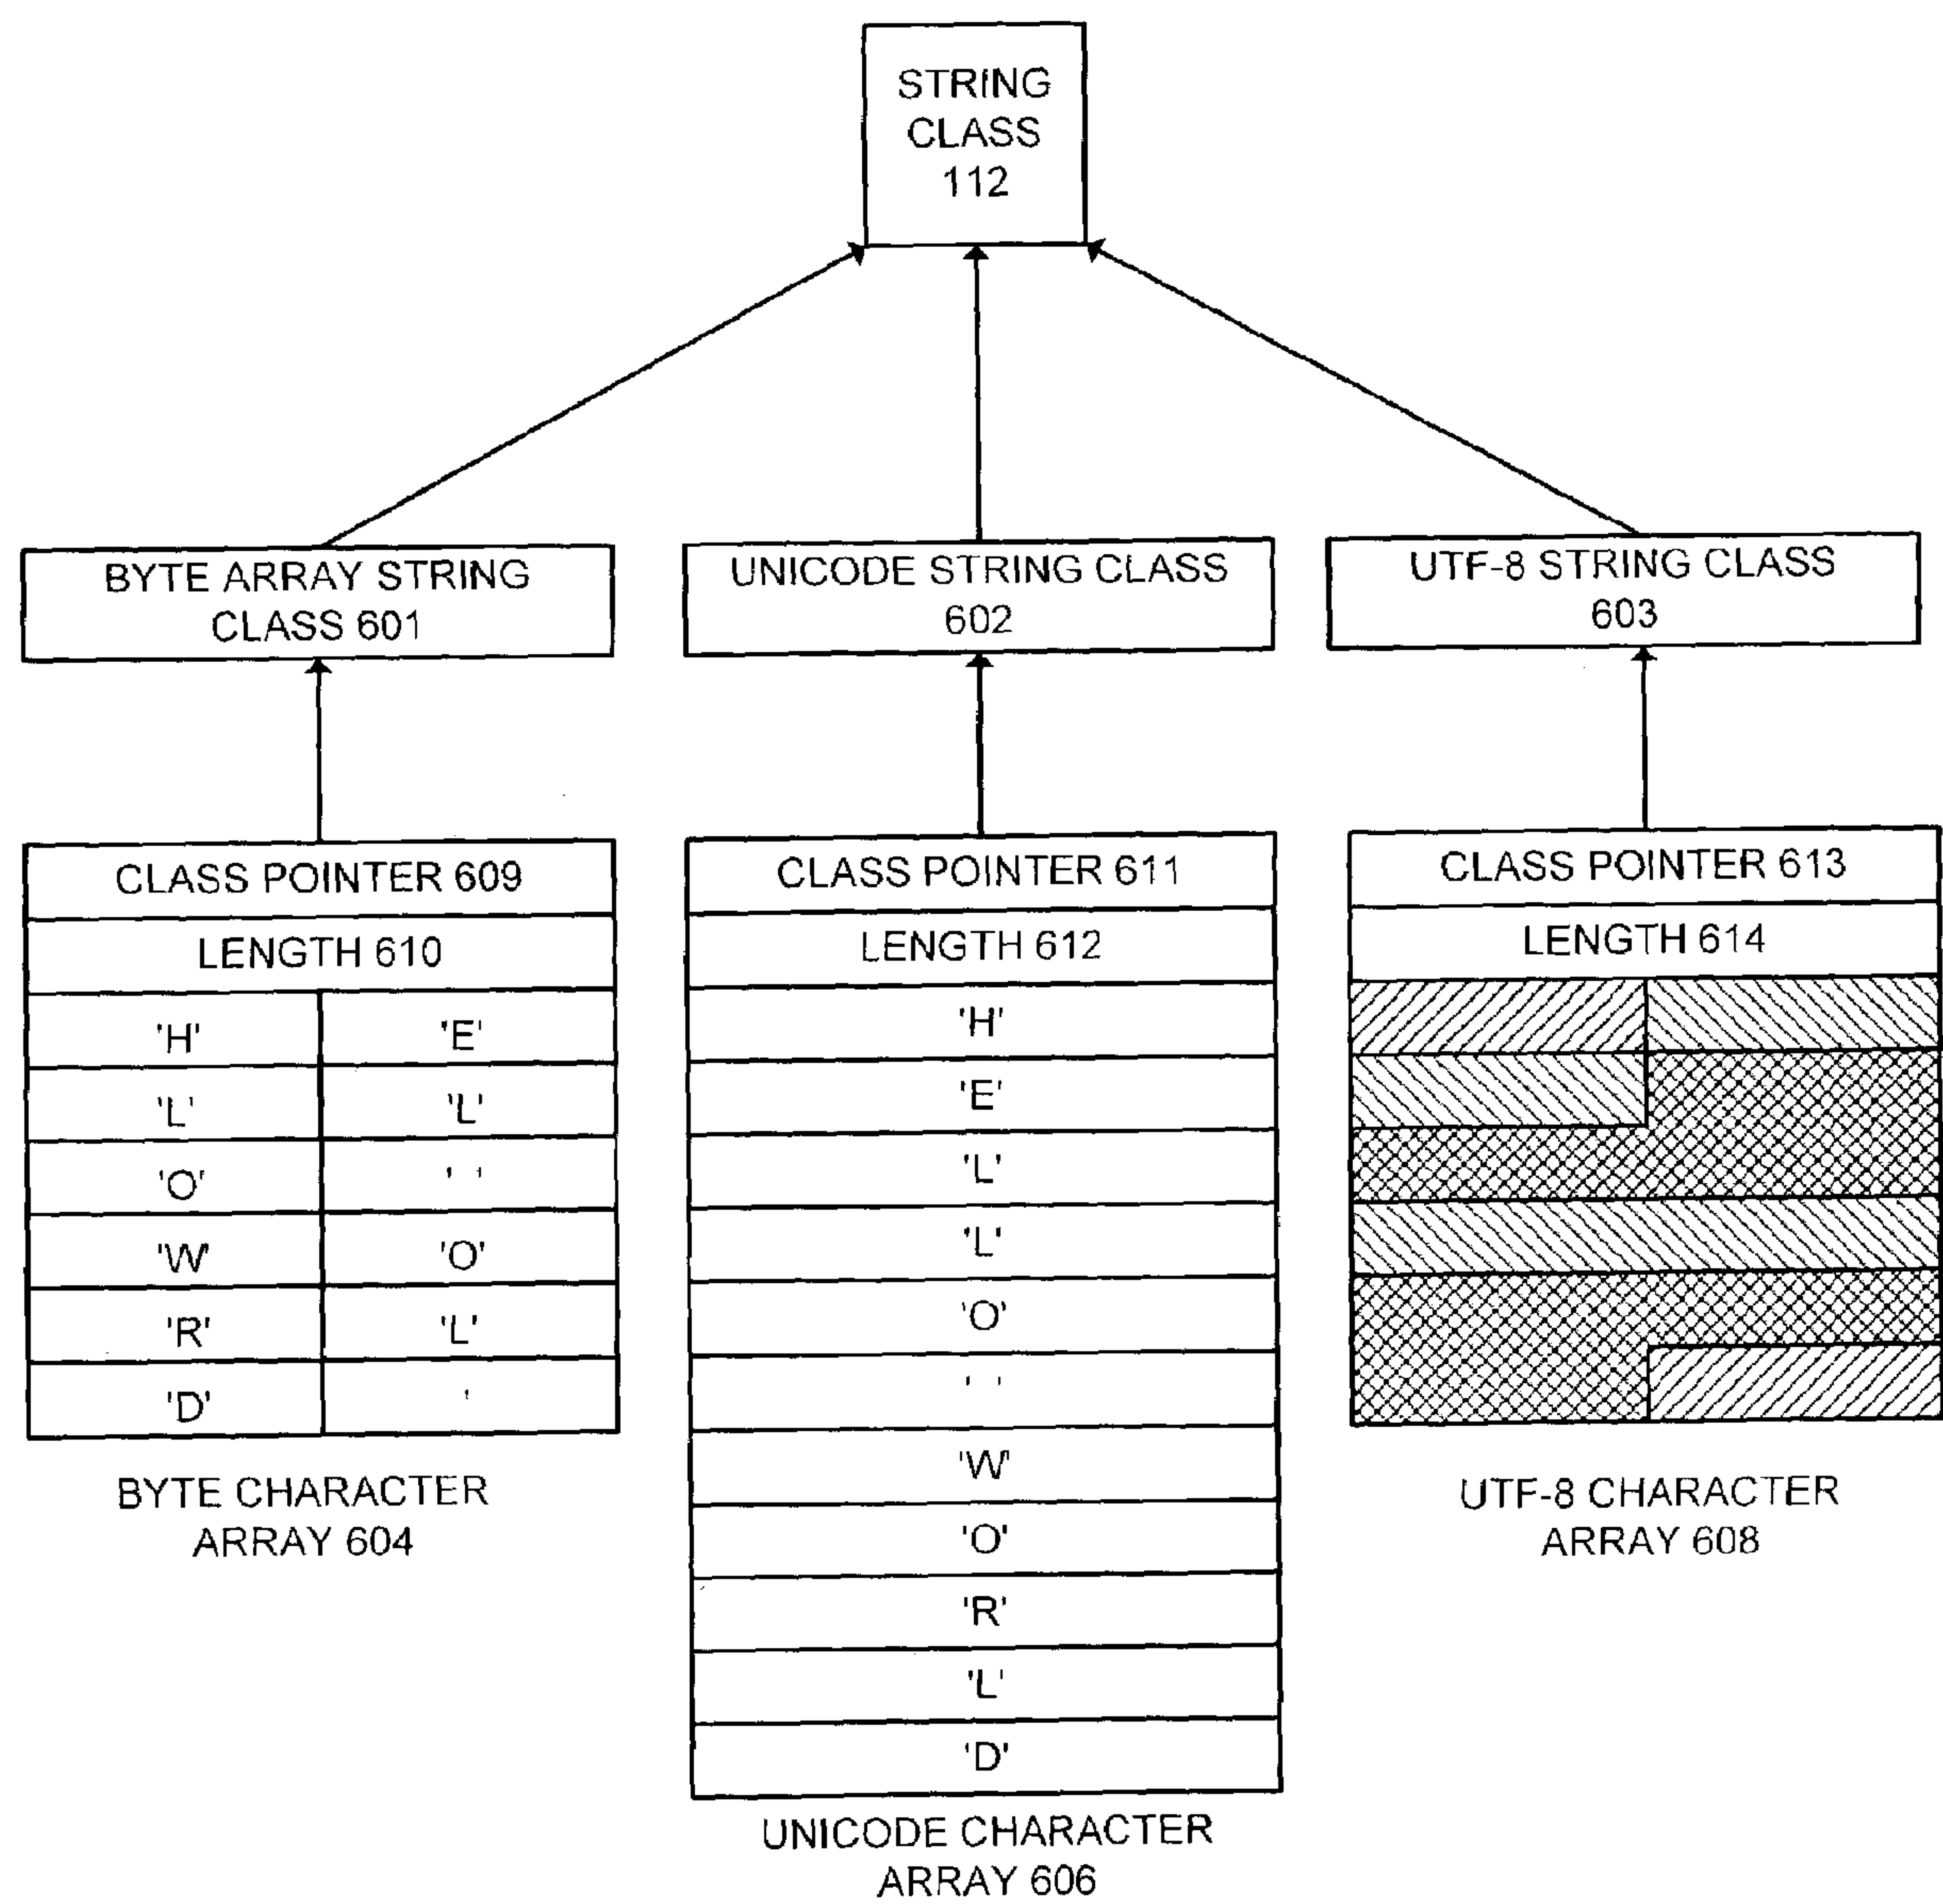 STRING
CLASS
112
BYTE ARRAY STRING
CLASS 601
UNICODE STRING CLASS
602
UTF-8 STRING CLASS
603
CLASS POINTER 609
LENGTH 610
'H' 'E'
'L' 'L'
'O' ' '
'W' 'O'
'R' 'L'
'D' '
BYTE CHARACTER
ARRAY 604
CLASS POINTER 611
LENGTH 612
'H'
'E'
'L'
'L'
'O'
' '
'W'
'O'
'R'
'L'
'D'
UNICODE CHARACTER
ARRAY 606
CLASS POINTER 613
LENGTH 614
UTF-8 CHARACTER
ARRAY 608